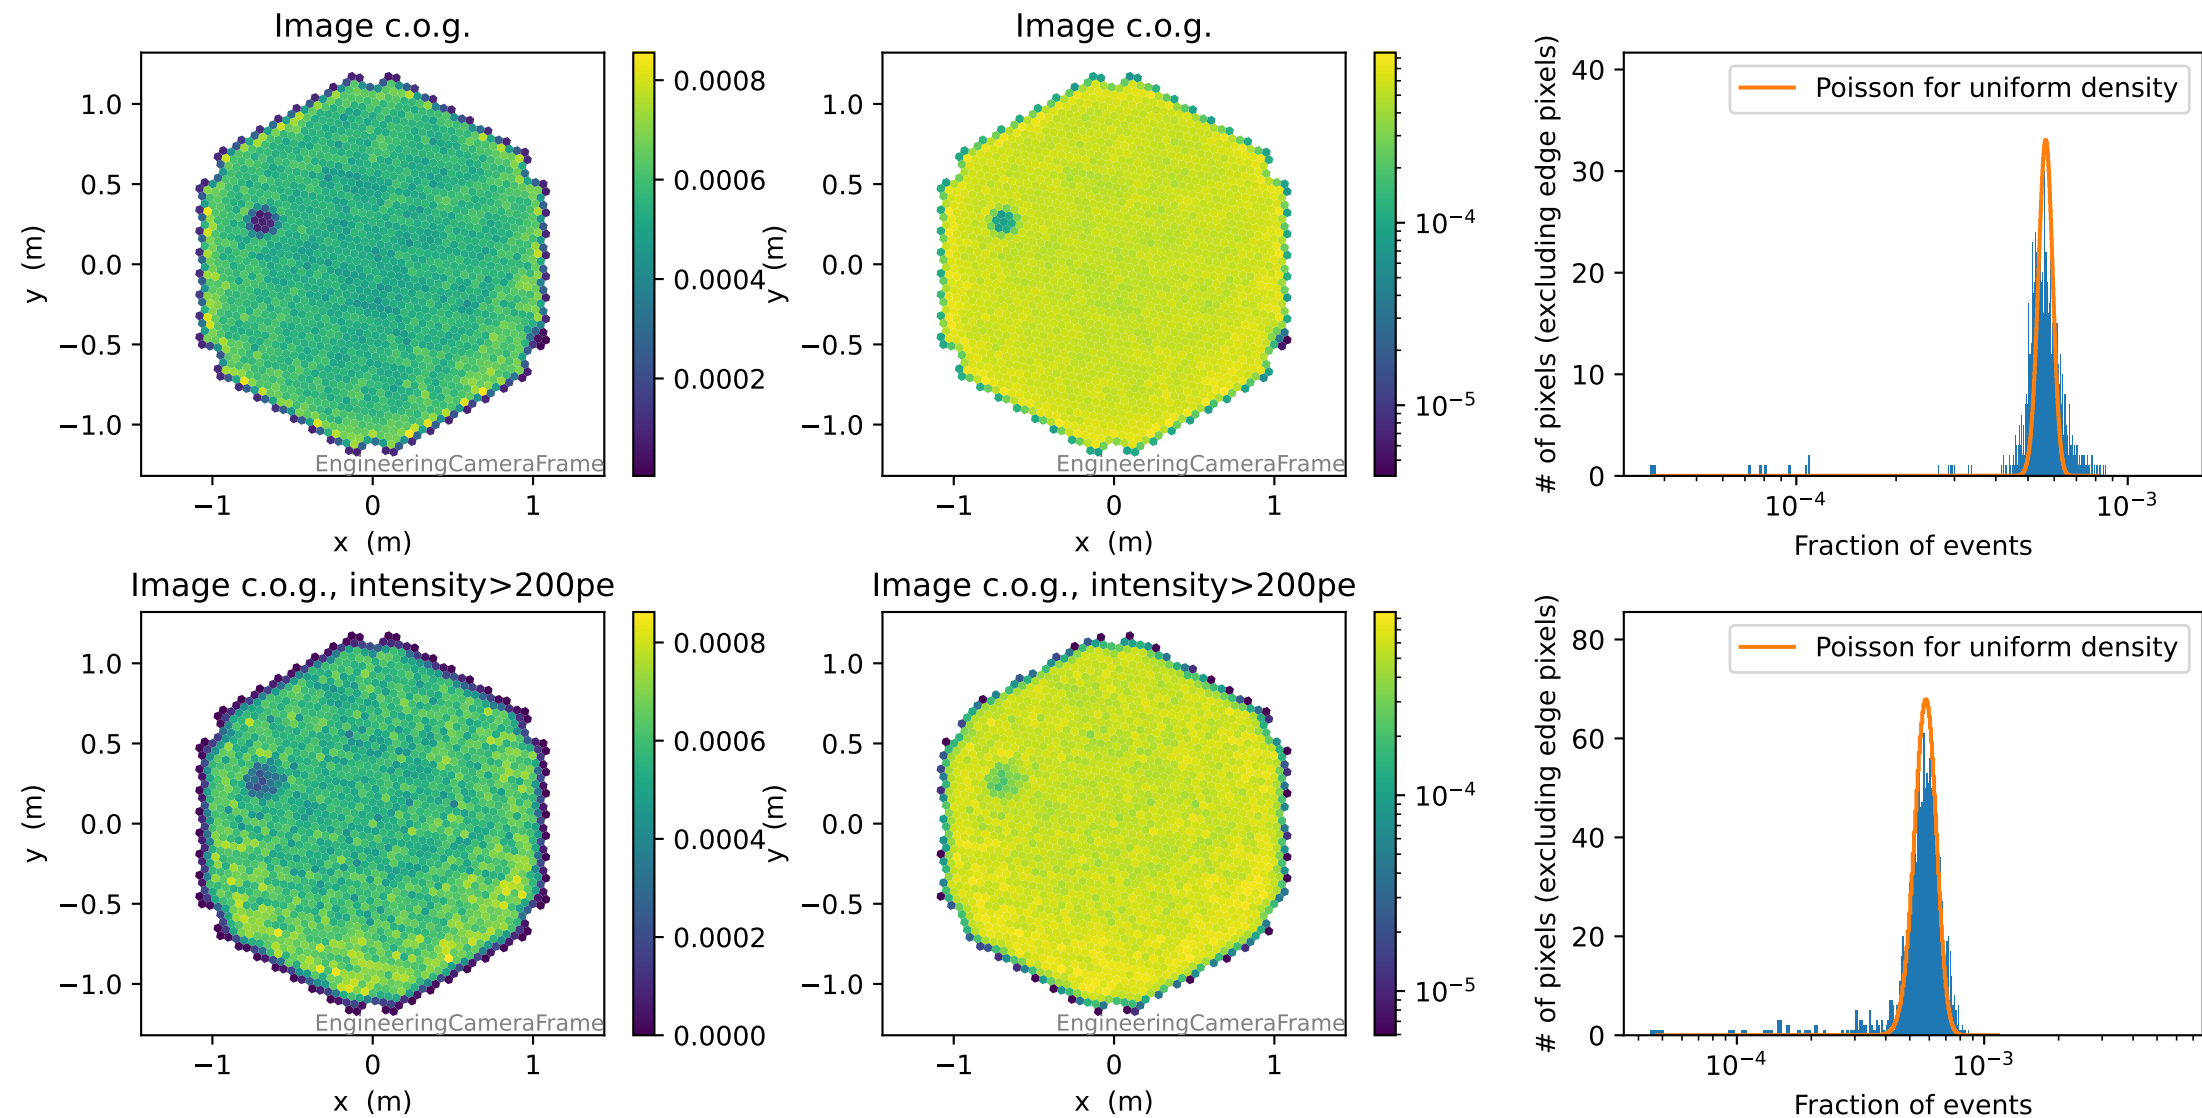 Image c.o.g.
1.0
0.5
0.0
−0.5
−1.0
y (m)
−1
0
1
x (m)
EngineeringCameraFrame
0.0008
0.0006
0.0004
0.0002
Image c.o.g.
1.0
0.5
0.0
−0.5
−1.0
y (m)
−1
0
1
x (m)
EngineeringCameraFrame
10⁻⁴
10⁻⁵
# of pixels (excluding edge pixels)
40
30
20
10
0
Poisson for uniform density
10⁻⁴
10⁻³
Fraction of events
Image c.o.g., intensity>200pe
1.0
0.5
0.0
−0.5
−1.0
y (m)
−1
0
1
x (m)
EngineeringCameraFrame
0.0008
0.0006
0.0004
0.0002
0.0000
Image c.o.g., intensity>200pe
1.0
0.5
0.0
−0.5
−1.0
y (m)
−1
0
1
x (m)
EngineeringCameraFrame
10⁻⁴
10⁻⁵
# of pixels (excluding edge pixels)
80
60
40
20
0
Poisson for uniform density
10⁻⁴
10⁻³
Fraction of events